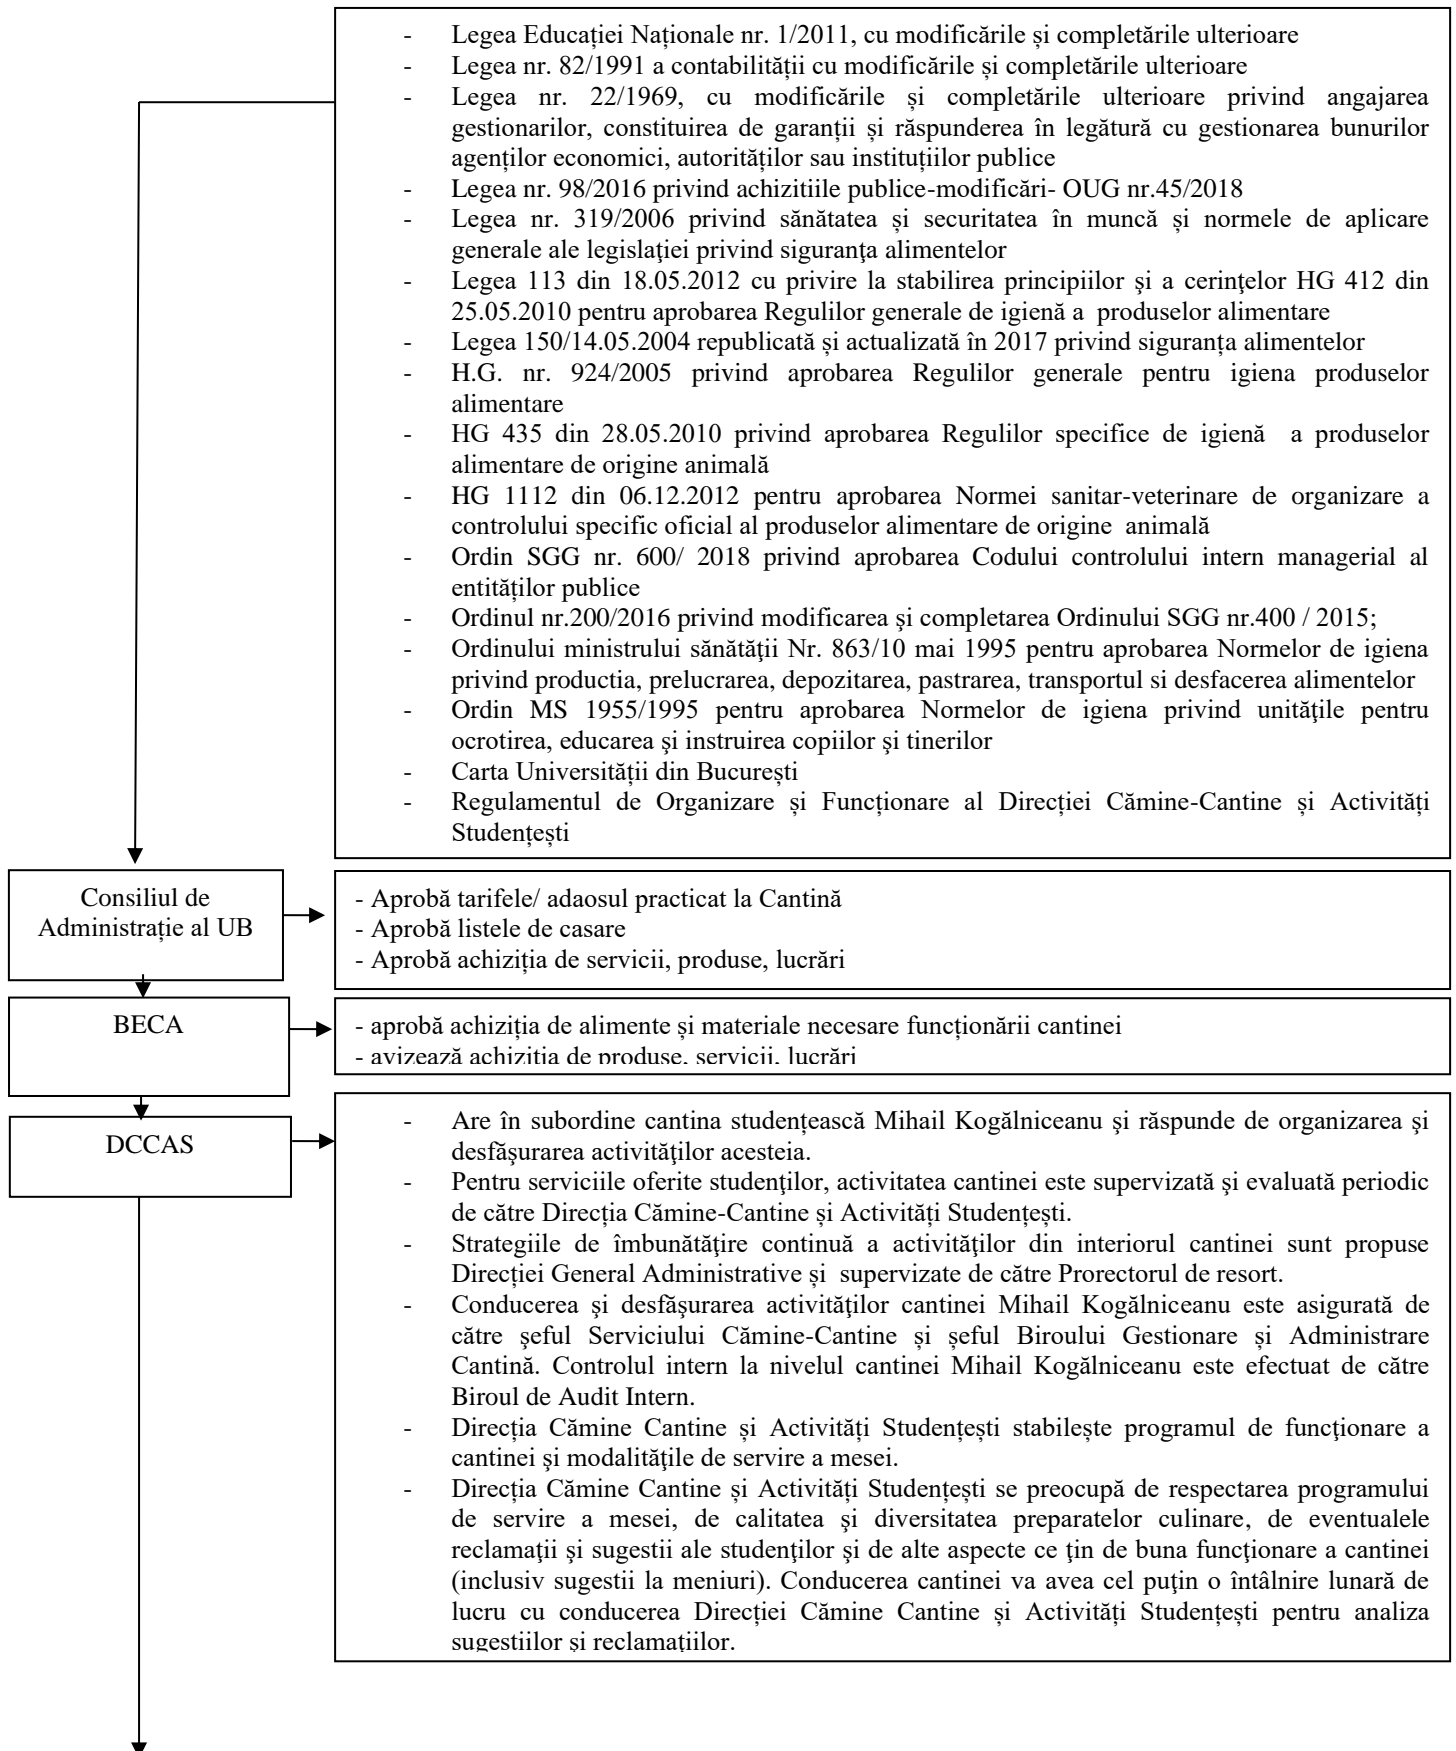 - Legea Educației Naționale nr. 1/2011, cu modificările și completările ulterioare
- Legea nr. 82/1991 a contabilității cu modificările și completările ulterioare
- Legea nr. 22/1969, cu modificările și completările ulterioare privind angajarea
gestionarilor, constituirea de garanții și răspunderea în legătură cu gestionarea bunurilor
agenților economici, autorităților sau instituțiilor publice
- Legea nr. 98/2016 privind achizitiile publice-modificări- OUG nr.45/2018
- Legea nr. 319/2006 privind sănătatea și securitatea în muncă și normele de aplicare
generale ale legislaţiei privind siguranţa alimentelor
- Legea 113 din 18.05.2012 cu privire la stabilirea principiilor şi a cerinţelor HG 412 din
25.05.2010 pentru aprobarea Regulilor generale de igienă a produselor alimentare
- Legea 150/14.05.2004 republicată și actualizată în 2017 privind siguranța alimentelor
- H.G. nr. 924/2005 privind aprobarea Regulilor generale pentru igiena produselor
alimentare
- HG 435 din 28.05.2010 privind aprobarea Regulilor specifice de igienă a produselor
alimentare de origine animală
- HG 1112 din 06.12.2012 pentru aprobarea Normei sanitar-veterinare de organizare a
controlului specific oficial al produselor alimentare de origine animală
- Ordin SGG nr. 600/ 2018 privind aprobarea Codului controlului intern managerial al
entităților publice
- Ordinul nr.200/2016 privind modificarea şi completarea Ordinului SGG nr.400 / 2015;
- Ordinului ministrului sănătăţii Nr. 863/10 mai 1995 pentru aprobarea Normelor de igiena
privind productia, prelucrarea, depozitarea, pastrarea, transportul si desfacerea alimentelor
- Ordin MS 1955/1995 pentru aprobarea Normelor de igiena privind unităţile pentru
ocrotirea, educarea şi instruirea copiilor şi tinerilor
- Carta Universității din București
- Regulamentul de Organizare și Funcționare al Direcției Cămine-Cantine și Activități
Studențești
Consiliul de
Administrație al UB
- Aprobă tarifele/ adaosul practicat la Cantină
- Aprobă listele de casare
- Aprobă achiziția de servicii, produse, lucrări
BECA
- aprobă achiziția de alimente și materiale necesare funcționării cantinei
- avizează achiziția de produse, servicii, lucrări
DCCAS
- Are în subordine cantina studențească Mihail Kogălniceanu şi răspunde de organizarea şi
desfăşurarea activităţilor acesteia.
- Pentru serviciile oferite studenţilor, activitatea cantinei este supervizată şi evaluată periodic
de către Direcția Cămine-Cantine și Activități Studențești.
- Strategiile de îmbunătăţire continuă a activităţilor din interiorul cantinei sunt propuse
Direcției General Administrative și supervizate de către Prorectorul de resort.
- Conducerea şi desfăşurarea activităţilor cantinei Mihail Kogălniceanu este asigurată de
către şeful Serviciului Cămine-Cantine și șeful Biroului Gestionare și Administrare
Cantină. Controlul intern la nivelul cantinei Mihail Kogălniceanu este efectuat de către
Biroul de Audit Intern.
- Direcția Cămine Cantine și Activități Studențești stabilește programul de funcţionare a
cantinei şi modalităţile de servire a mesei.
- Direcția Cămine Cantine și Activități Studențești se preocupă de respectarea programului
de servire a mesei, de calitatea şi diversitatea preparatelor culinare, de eventualele
reclamaţii şi sugestii ale studenţilor şi de alte aspecte ce ţin de buna funcţionare a cantinei
(inclusiv sugestii la meniuri). Conducerea cantinei va avea cel puţin o întâlnire lunară de
lucru cu conducerea Direcției Cămine Cantine și Activități Studențești pentru analiza
sugestiilor şi reclamaţiilor.